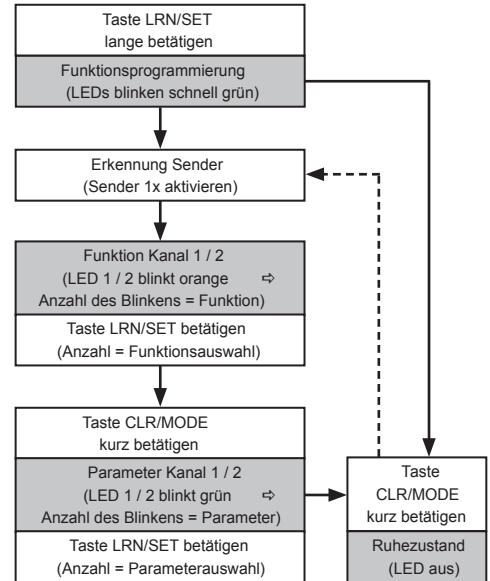 Taste LRN/SET
lange betätigen
Funktionsprogrammierung
(LEDs blinken schnell grün)
Erkennung Sender
(Sender 1x aktivieren)
Funktion Kanal 1 / 2
(LED 1 / 2 blinkt orange ⇨
Anzahl des Blinkens = Funktion)
Taste LRN/SET betätigen
(Anzahl = Funktionsauswahl)
Taste CLR/MODE
kurz betätigen
Parameter Kanal 1 / 2
(LED 1 / 2 blinkt grün ⇨
Anzahl des Blinkens = Parameter)
Taste LRN/SET betätigen
(Anzahl = Parameterauswahl)
Taste
CLR/MODE
kurz betätigen
Ruhezustand
(LED aus)